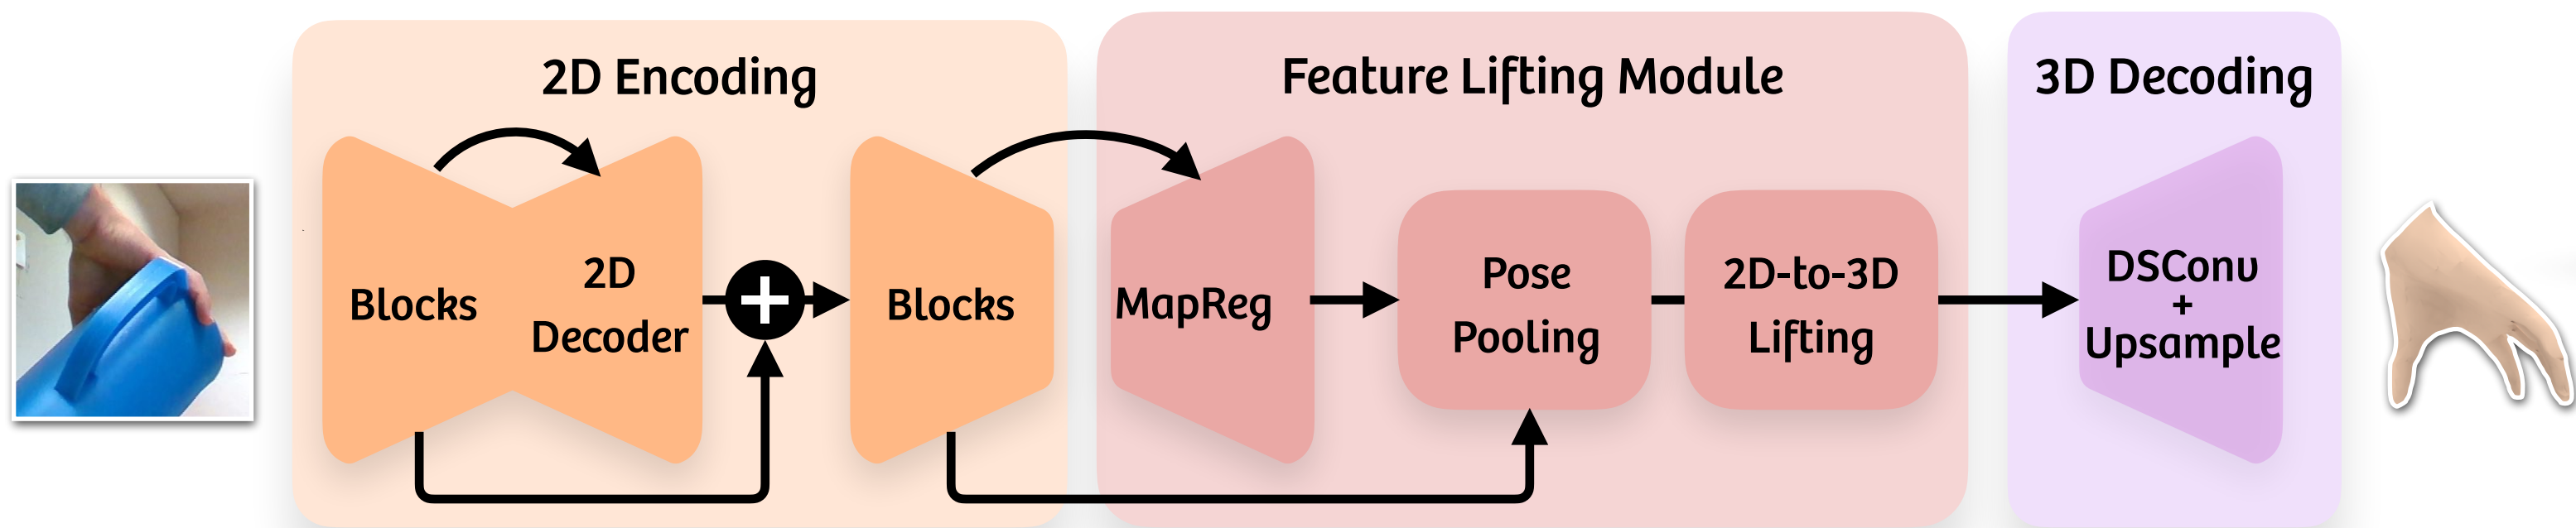 2D Encoding
Feature Lifting Module
3D Decoding
Blocks
2D
Decoder
+
Blocks
MapReg
Pose
Pooling
2D-to-3D
Lifting
DSConv
+
Upsample